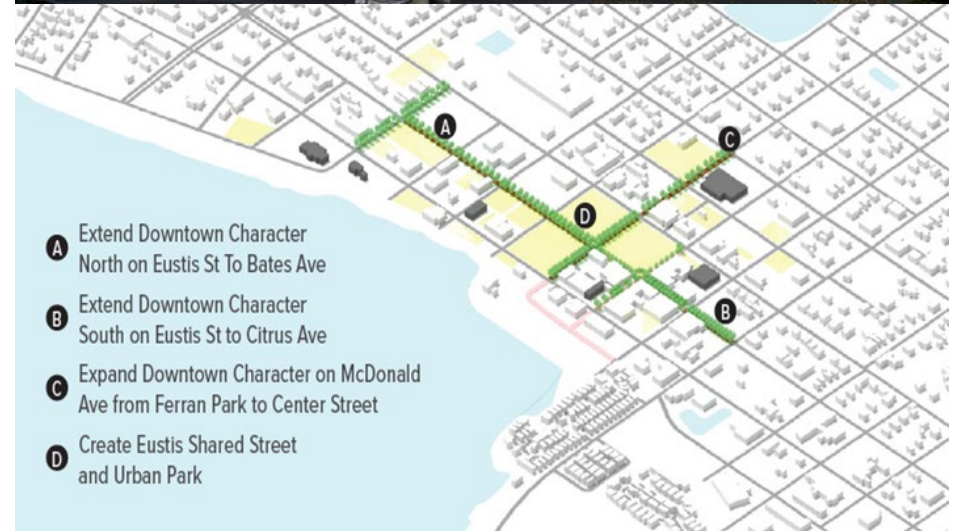 A
C
D
B
A Extend Downtown Character
North on Eustis St To Bates Ave
B Extend Downtown Character
South on Eustis St to Citrus Ave
C Expand Downtown Character on McDonald
Ave from Ferran Park to Center Street
D Create Eustis Shared Street
and Urban Park